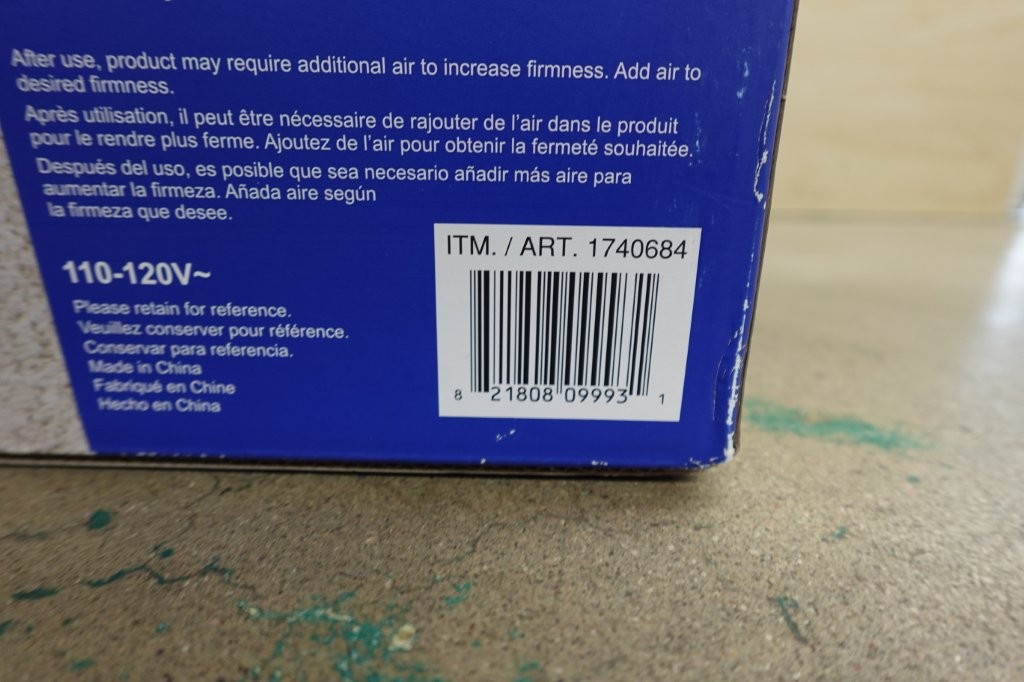 After use, product may require additional air to increase firmness. Add air to
desired firmness.
Après utilisation, il peut être nécessaire de rajouter de l'air dans le produit
pour le rendre plus ferme. Ajoutez de l'air pour obtenir la fermeté souhaitée.
Después del uso, es posible que sea necesario añadir más aire para
aumentar la firmeza. Añada aire según
la firmeza que desee.
110-120V~
Please retain for reference.
Veuillez conserver pour référence.
Conservar para referencia.
Made in China
Fabriqué en Chine
Hecho en China
ITM. / ART. 1740684
8 21808 09993 1